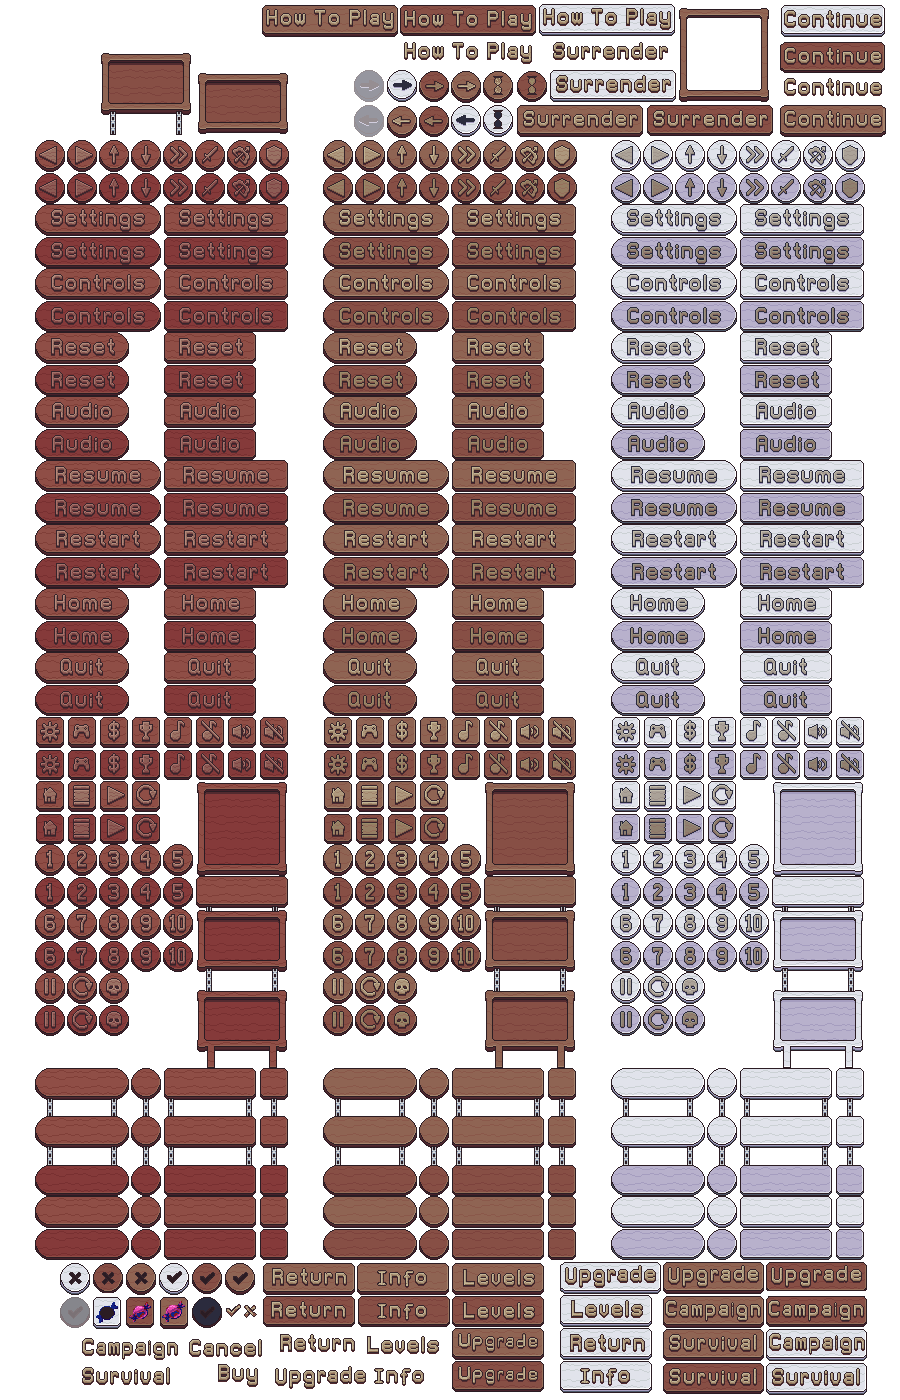 How To Play How To Play How To Play Continue
How To Play Surrender Continue
Surrender Continue
Surrender Surrender Continue
Settings Settings Settings Settings Settings Settings
Settings Settings Settings Settings Settings Settings
Controls Controls Controls Controls Controls Controls
Controls Controls Controls Controls Controls Controls
Reset Reset Reset Reset Reset Reset
Reset Reset Reset Reset Reset Reset
Audio Audio Audio Audio Audio Audio
Audio Audio Audio Audio Audio Audio
Resume Resume Resume Resume Resume Resume
Resume Resume Resume Resume Resume Resume
Restart Restart Restart Restart Restart Restart
Restart Restart Restart Restart Restart Restart
Home Home Home Home Home Home
Home Home Home Home Home Home
Quit Quit Quit Quit Quit Quit
Quit Quit Quit Quit Quit Quit
$ $ $
$ $ $
1 2 3 4 5 1 2 3 4 5 1 2 3 4 5
1 2 3 4 5 1 2 3 4 5 1 2 3 4 5
6 7 8 9 10 6 7 8 9 10 6 7 8 9 10
6 7 8 9 10 6 7 8 9 10 6 7 8 9 10
Return Info Levels Upgrade Upgrade Upgrade
Return Info Levels Levels Campaign Campaign
Campaign Cancel Return Levels Upgrade Return Survival Campaign
Survival Buy Upgrade Info Upgrade Info Survival Survival